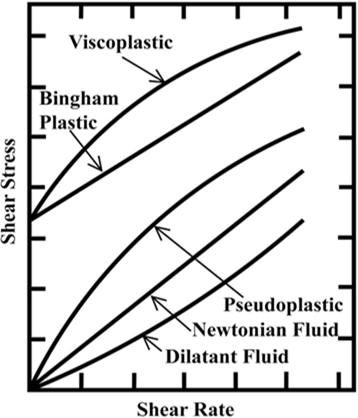 Viscoplastic
Bingham
Plastic
Shear Stress
Pseudoplastic
Newtonian Fluid
Dilatant Fluid
Shear Rate